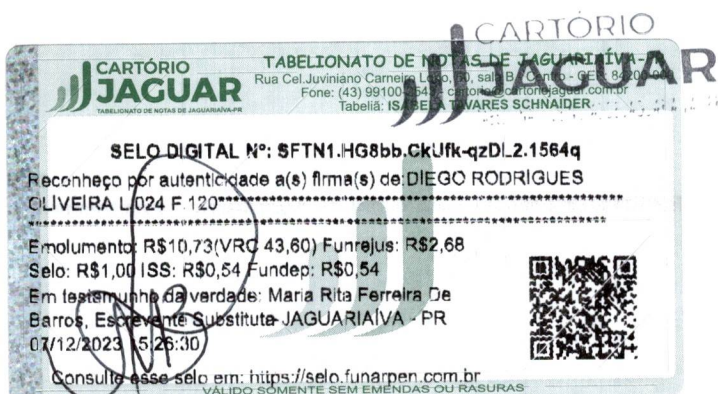 CARTÓRIO
JAGUAR
CARTÓRIO
JAGUAR
TABELIONATO DE NOTAS DE JAGUARIAÍVA-PR
TABELIONATO DE NOTAS DE JAGUARIAÍVA-
Rua Cel.Juviniano Carneiro Lobo, 60, sala B - Centro - CEP: 84200-000
Fone: (43) 99100- cartorio@cartoriojaguar.com.br
Tabeliã: ISABELA TAVARES SCHNAIDER
SELO DIGITAL Nº: SFTN1.HG8bb.CkUfk-qzDL2.1564q
Reconheço por autenticidade a(s) firma(s) de:DIEGO RODRIGUES
OLIVEIRA L.024 F.120**********************************************
******************************************************************
Emolumento: R$10,73(VRC 43,60) Funrejus: R$2,68
Selo: R$1,00 ISS: R$0,54 Fundep: R$0,54
Em testemunho da verdade: Maria Rita Ferreira De
Barros, Escrevente Substituta-JAGUARIAÍVA - PR
07/12/2023 15:26:30
Consulte esse selo em: https://selo.funarpen.com.br
VÁLIDO SOMENTE SEM EMENDAS OU RASURAS